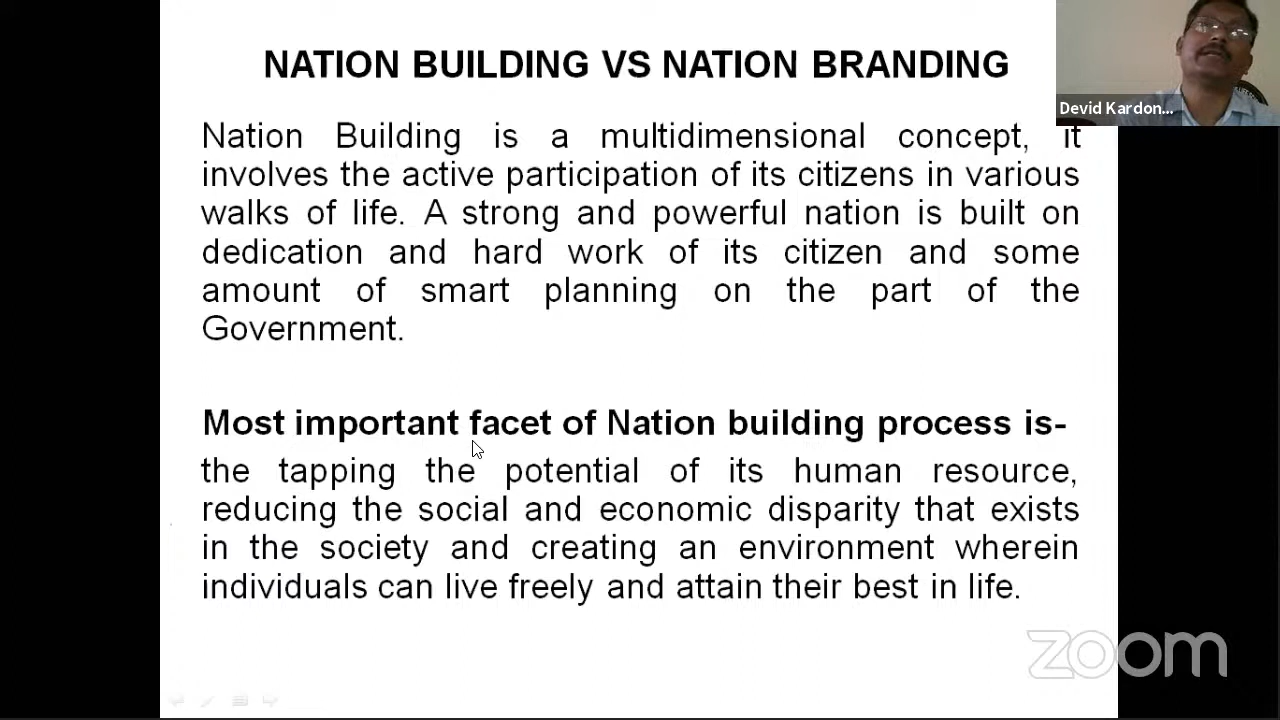 NATION BUILDING VS NATION BRANDING
Devid Kardon...
Nation Building is a multidimensional concept, it
involves the active participation of its citizens in various
walks of life. A strong and powerful nation is built on
dedication and hard work of its citizen and some
amount of smart planning on the part of the
Government.
Most important facet of Nation building process is-
the tapping the potential of its human resource,
reducing the social and economic disparity that exists
in the society and creating an environment wherein
individuals can live freely and attain their best in life.
zoom